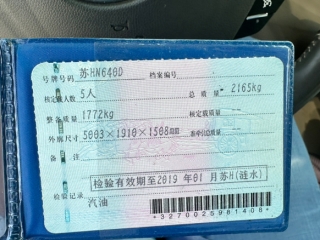 号牌号码 苏HN640D 档案编号
核定载人数 5人 总质量 2165kg
整备质量 1772kg 核定载质量
外廓尺寸 5003×1910×1508mm 准牵引总质量
备注
检验有效期至2019年01月苏H(涟水)
检验记录
汽油
*3270025981408*